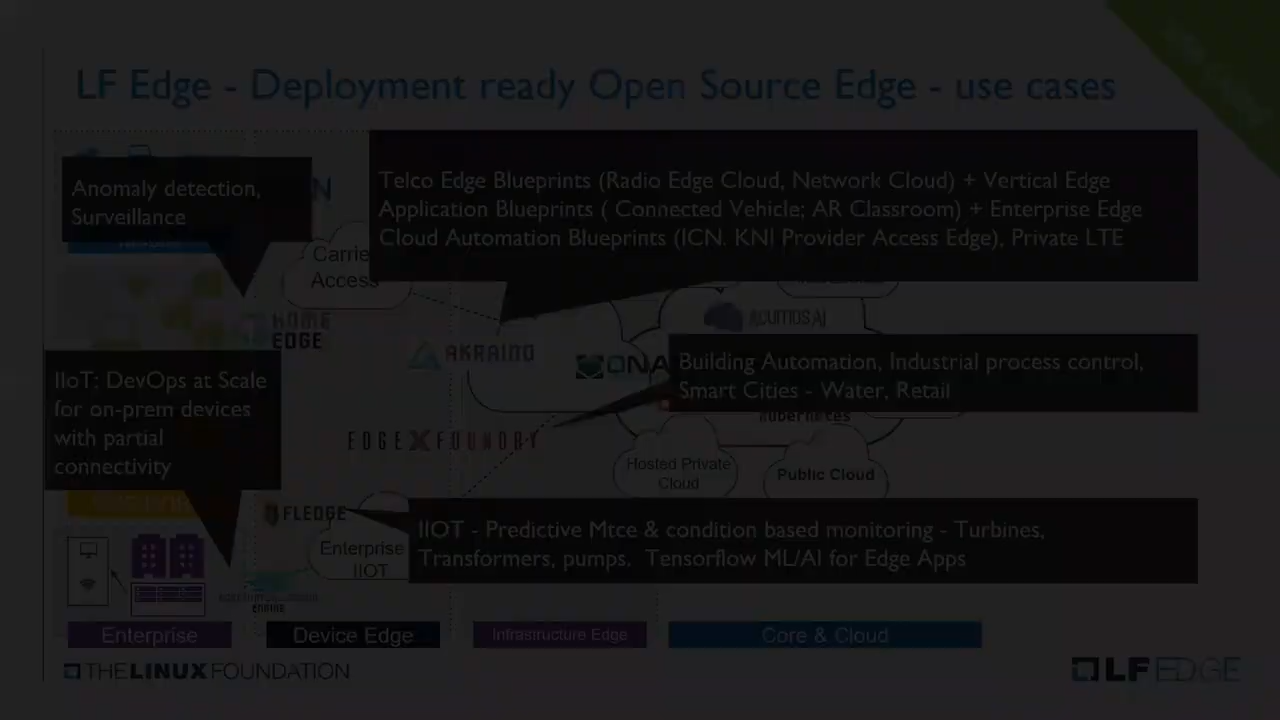 LF Edge - Deployment ready Open Source Edge - use cases
Anomaly detection,
Surveillance
Telco Edge Blueprints (Radio Edge Cloud, Network Cloud) + Vertical Edge
Application Blueprints ( Connected Vehicle; AR Classroom) + Enterprise Edge
Cloud Automation Blueprints (ICN. KNI Provider Access Edge), Private LTE
Access
HOME
EDGE
AKRAINO
ACUMOS AI
Building Automation, Industrial process control,
Smart Cities - Water, Retail
kubernetes
IIoT: DevOps at Scale
for on-prem devices
with partial
connectivity
EDGE X FOUNDRY
Hosted Private
Cloud
Public Cloud
FLEDGE
Enterprise
IIOT
IIOT - Predictive Mtce & condition based monitoring - Turbines,
Transformers, pumps. Tensorflow ML/AI for Edge Apps
ENGINE
Enterprise
Device Edge
Infrastructure Edge
Core & Cloud
THE LINUX FOUNDATION
LF EDGE